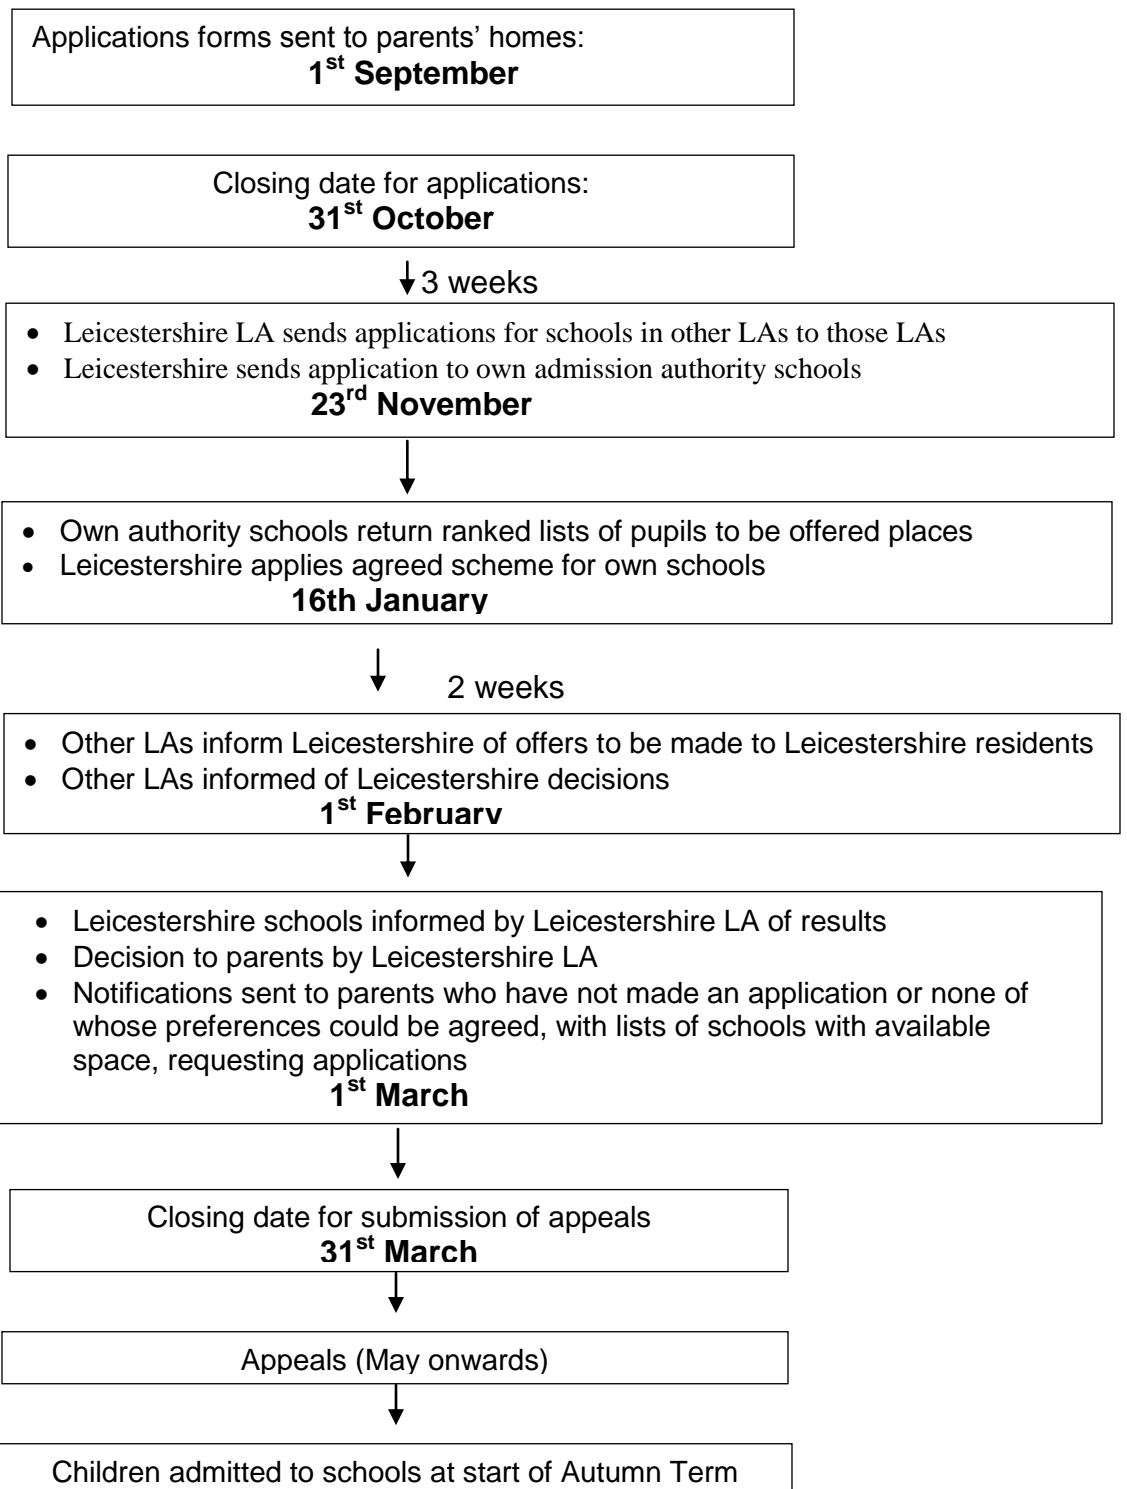 Applications forms sent to parents’ homes:
1st September
Closing date for applications:
31st October
3 weeks
• Leicestershire LA sends applications for schools in other LAs to those LAs
• Leicestershire sends application to own admission authority schools
23rd November
• Own authority schools return ranked lists of pupils to be offered places
• Leicestershire applies agreed scheme for own schools
16th January
2 weeks
• Other LAs inform Leicestershire of offers to be made to Leicestershire residents
• Other LAs informed of Leicestershire decisions
1st February
• Leicestershire schools informed by Leicestershire LA of results
• Decision to parents by Leicestershire LA
• Notifications sent to parents who have not made an application or none of
whose preferences could be agreed, with lists of schools with available
space, requesting applications
1st March
Closing date for submission of appeals
31st March
Appeals (May onwards)
Children admitted to schools at start of Autumn Term